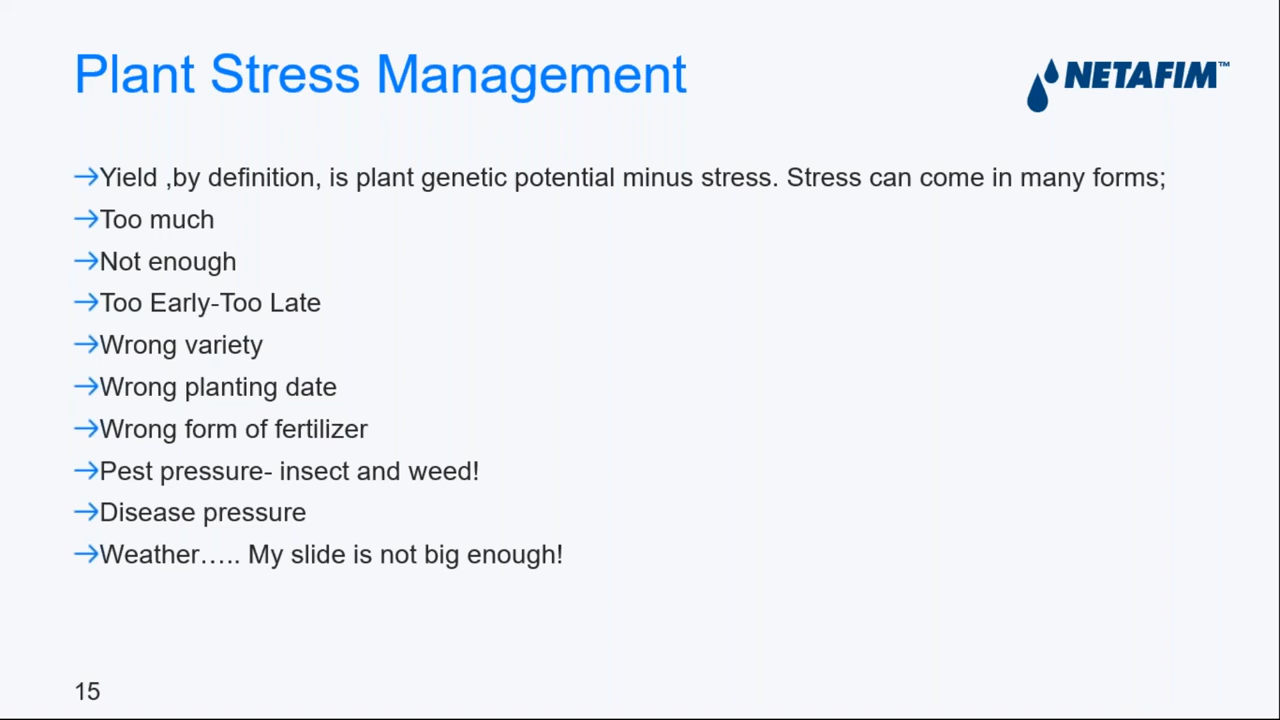 Plant Stress Management
NETAFIM™
→Yield ,by definition, is plant genetic potential minus stress. Stress can come in many forms;
→Too much
→Not enough
→Too Early-Too Late
→Wrong variety
→Wrong planting date
→Wrong form of fertilizer
→Pest pressure- insect and weed!
→Disease pressure
→Weather….. My slide is not big enough!
15